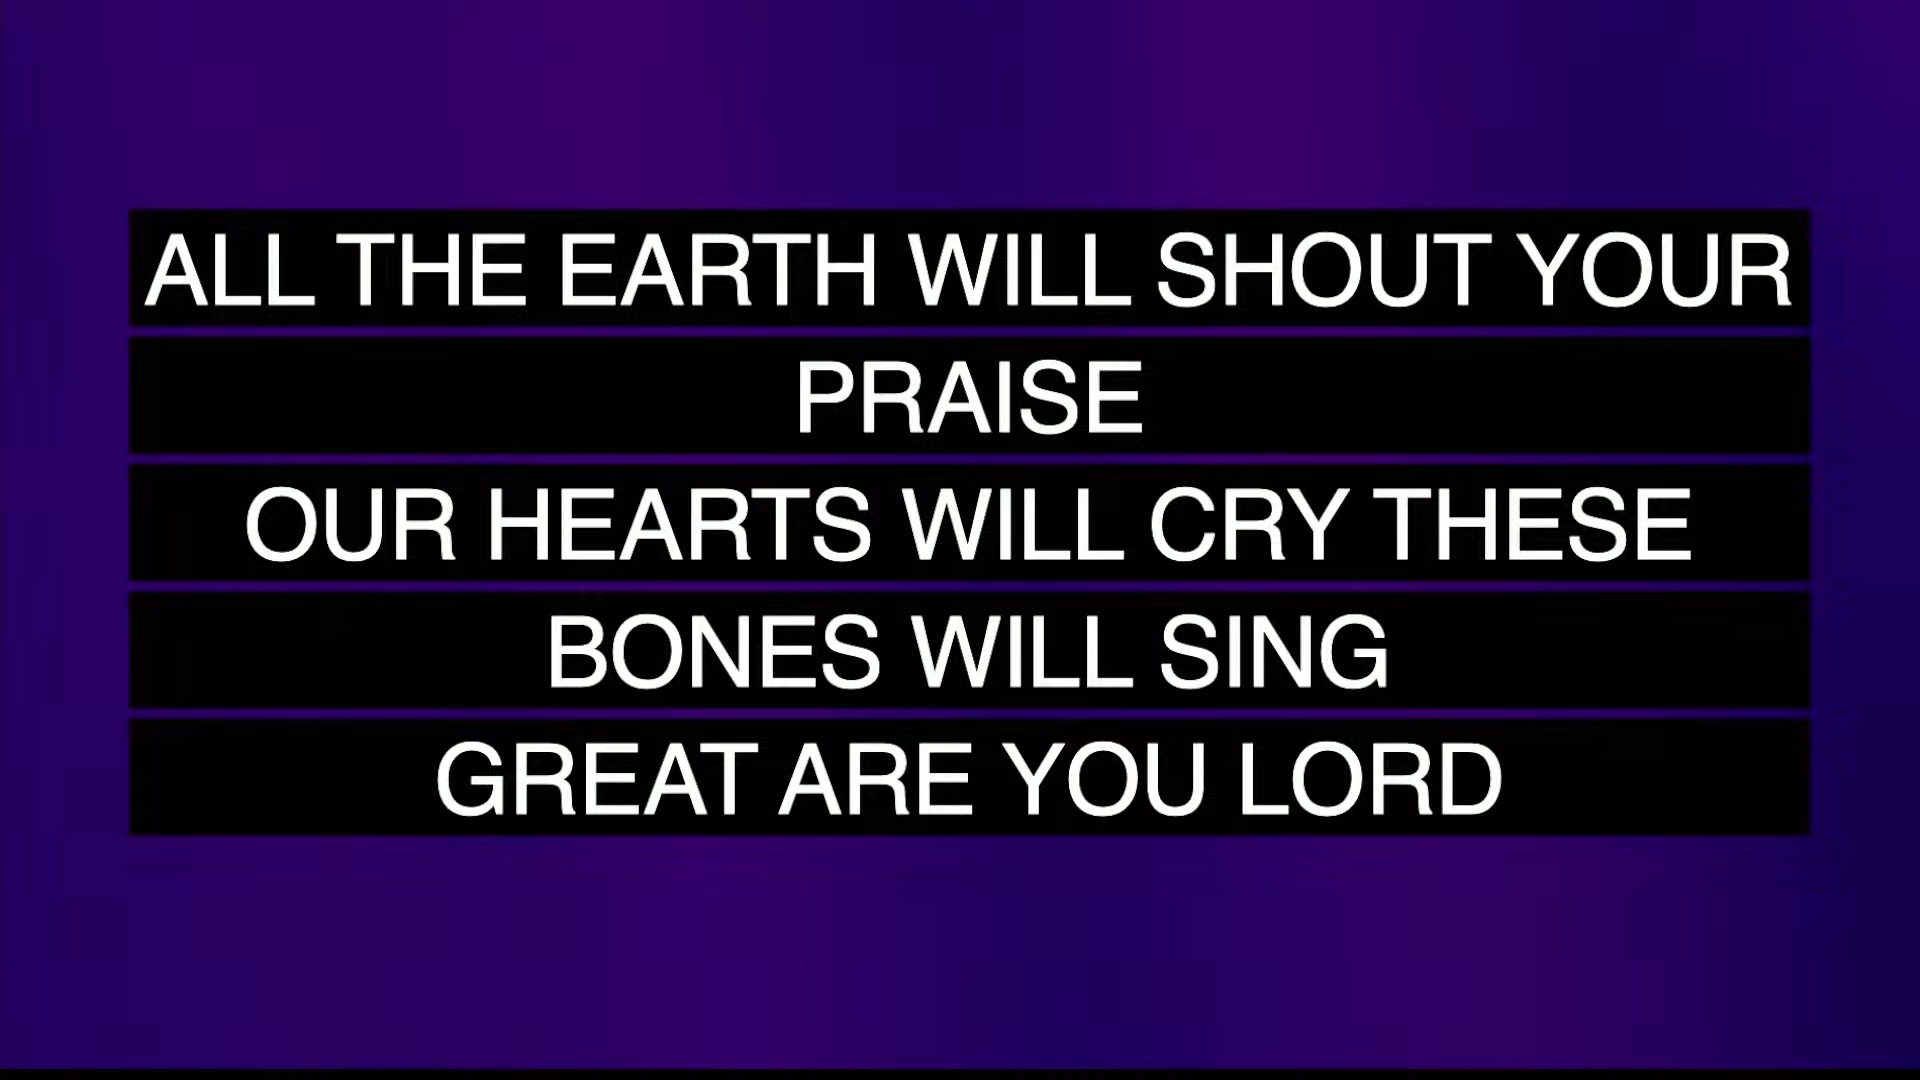 ALL THE EARTH WILL SHOUT YOUR
PRAISE
OUR HEARTS WILL CRY THESE
BONES WILL SING
GREAT ARE YOU LORD